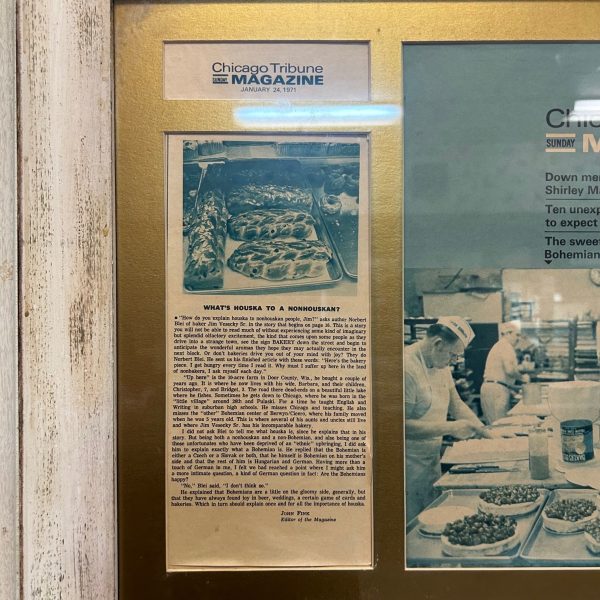 Chicago Tribune
SUNDAY MAGAZINE
JANUARY 24, 1971
WHAT'S HOUSKA TO A NONHOUSKAN?
● "How do you explain houska to nonhouskan people, Jim?" asks author Norbert
Blei of baker Jim Vesecky Sr. in the story that begins on page 16. This is a story
you will not be able to read much of without experiencing some kind of imaginary
but splendid olfactory excitement, the kind that comes upon some people as they
drive into a strange town, see the sign BAKERY down the street and begin to
anticipate the wonderful aromas they hope they may actually encounter in the
next block. Or don't bakeries drive you out of your mind with joy? They do
Norbert Blei. He sent us his finished article with these words: "Here's the bakery
piece. I get hungry every time I read it. Why must I suffer up here in the land
of nonbakers, I ask myself each day."
"Up here" is the 30-acre farm in Door County, Wis., he bought a couple of
years ago. It is where he now lives with his wife, Barbara, and their children,
Christopher, 7, and Bridget, 3. The road there dead-ends on a beautiful little lake
where he fishes. Sometimes he gets down to Chicago, where he was born in the
"little village" around 26th and Pulaski. For a time he taught English and
Writing in suburban high schools. He misses Chicago and teaching. He also
misses the "other" Bohemian center of Berwyn/Cicero, where his family moved
when he was 5 years old. This is where several of his aunts and uncles still live
and where Jim Vesecky Sr. has his incomparable bakery.
I did not ask Blei to tell me what houska is, since he explains that in his
story. But being both a nonhouskan and a non-Bohemian, and also being one of
those unfortunates who have been deprived of an "ethnic" upbringing, I did ask
him to explain exactly what a Bohemian is. He replied that the Bohemian is
either a Czech or a Slovak or both, that he himself is Bohemian on his mother's
side and that the rest of him is Hungarian and German. Having more than a
touch of German in me, I felt we had reached a point where I might ask him
a more intimate question, a kind of German question in fact: Are the Bohemians
happy?
"No," Blei said, "I don't think so."
He explained that Bohemians are a little on the gloomy side, generally, but
that they have always found joy in beer, weddings, a certain game of cards and
bakeries. Which in turn should explain once and for all the importance of houska.
JOHN FINK
Editor of the Magazine
Chic
SUNDAY M
Down mem
Shirley Ma
Ten unexp
to expect
The sweet
Bohemian